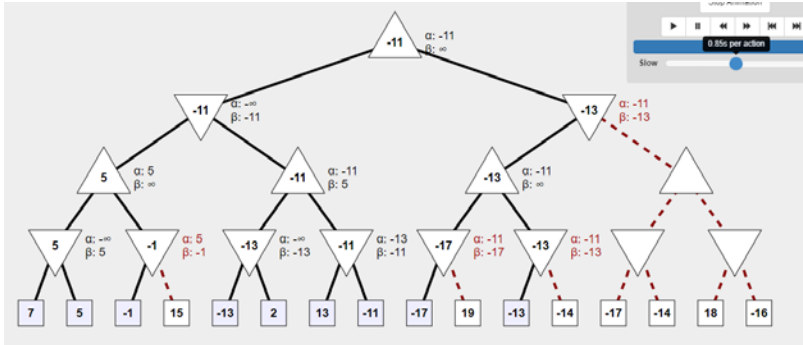 Stop Animation
0.85s per action
Slow
-11 α: -11
β: ∞
-11 α: -∞
β: -11
-13 α: -11
β: -13
5 α: 5
β: ∞
-11 α: -11
β: 5
-13 α: -11
β: ∞
5 α: -∞
β: 5
-1 α: 5
β: -1
-13 α: -∞
β: -13
-11 α: -13
β: -11
-17 α: -11
β: -17
-13 α: -11
β: -13
7 5 -1 15 -13 2 13 -11 -17 19 -13 -14 -17 -14 18 -16